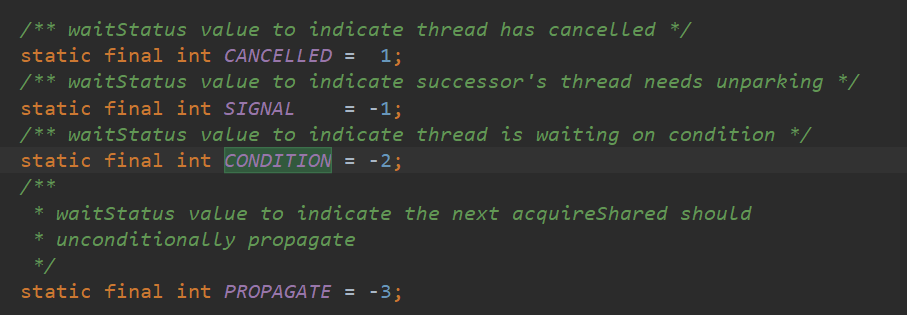 /** waitStatus value to indicate thread has cancelled */
static final int CANCELLED =  1;
/** waitStatus value to indicate successor's thread needs unparking */
static final int SIGNAL    = -1;
/** waitStatus value to indicate thread is waiting on condition */
static final int CONDITION = -2;
/**
 * waitStatus value to indicate the next acquireShared should
 * unconditionally propagate
 */
static final int PROPAGATE = -3;